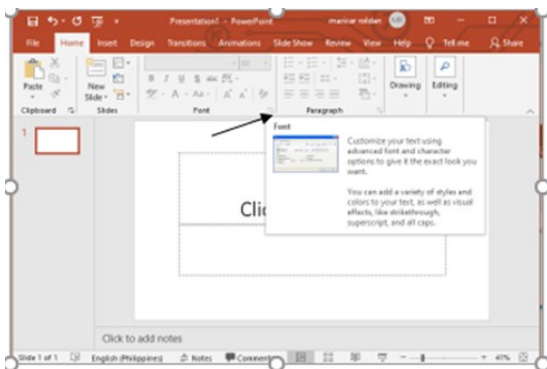 Presentation1 - PowerPoint
maricar roldan
MR
File Home Insert Design Transitions Animations Slide Show Review View Help Tell me Share
Paste
New
Slide
Drawing
Editing
Clipboard
Slides
Font
Paragraph
1
Font
Customize your text using
advanced font and character
options to give it the exact look you
want.
You can add a variety of styles and
colors to your text, as well as visual
effects, like strikethrough,
superscript, and all caps.
Clic
Click to add notes
Slide 1 of 1 English (Philippines) Notes Comments 41%